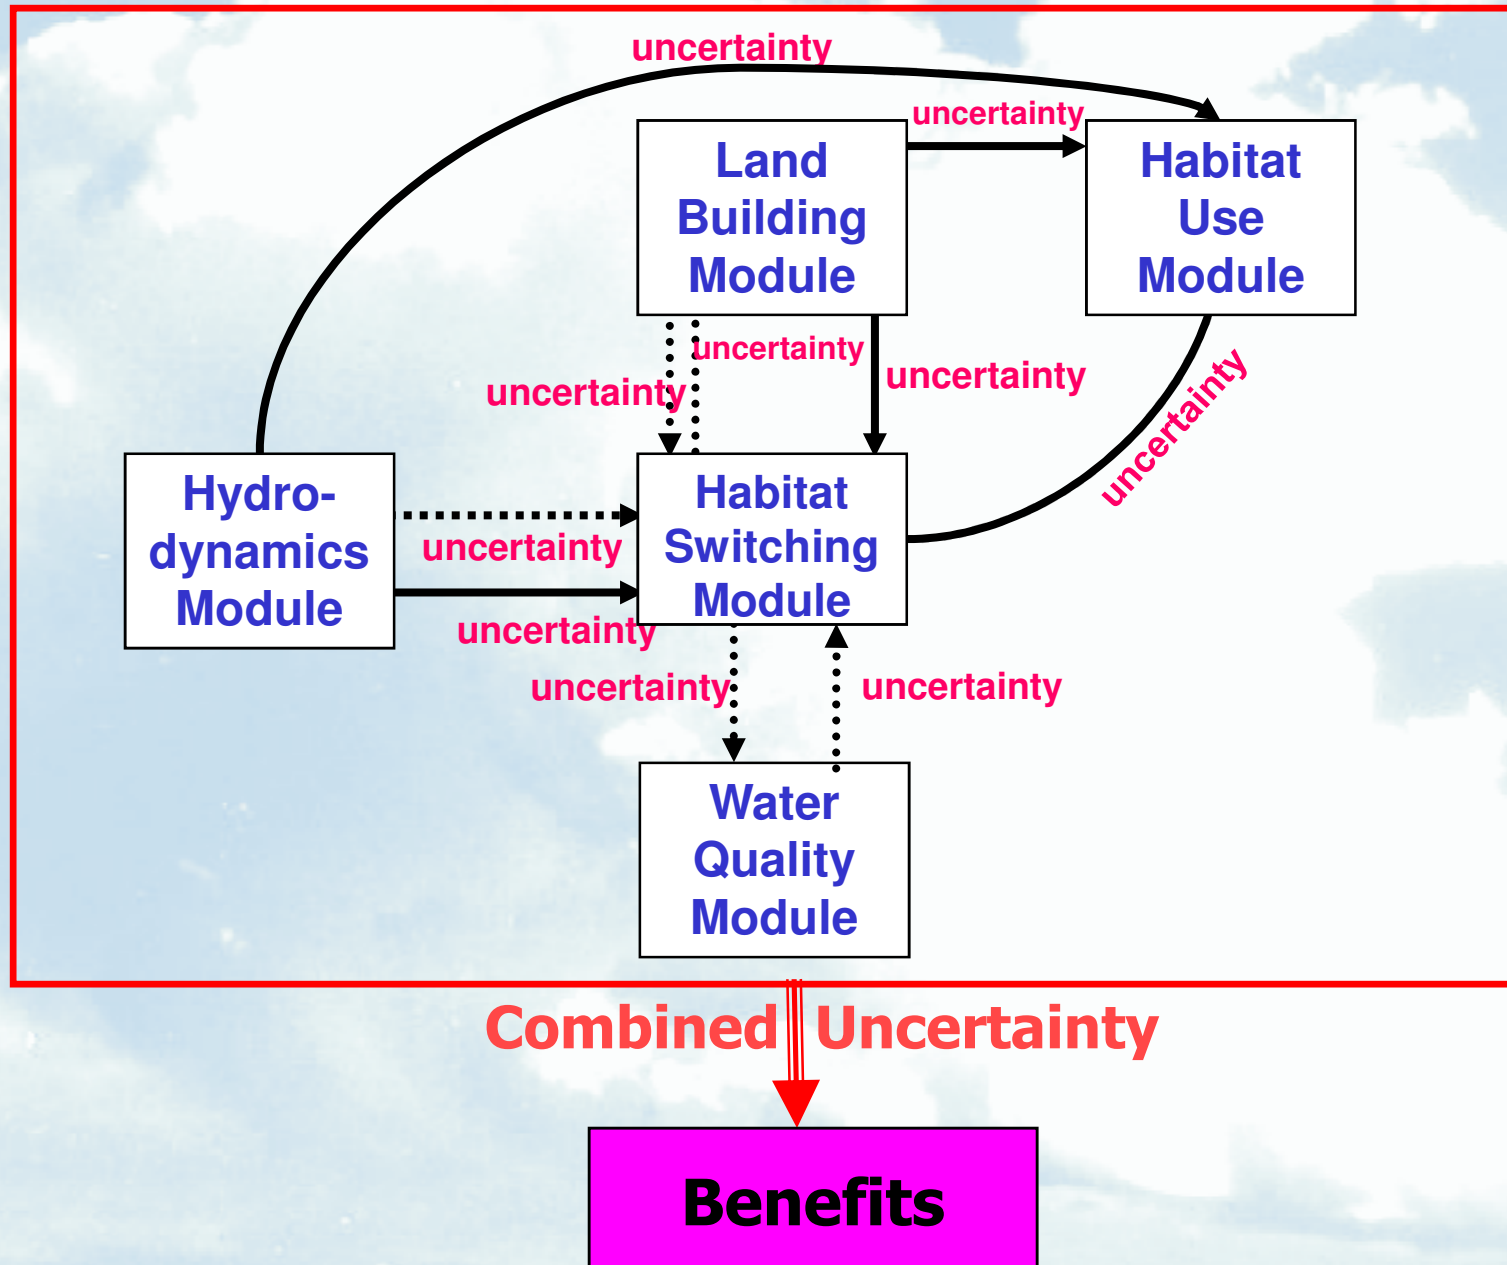 uncertainty
uncertainty
Land
Building
Module
Habitat
Use
Module
uncertainty
uncertainty
uncertainty
uncertainty
Hydro-
dynamics
Module
Habitat
Switching
Module
uncertainty
uncertainty
uncertainty
uncertainty
Water
Quality
Module
Combined Uncertainty
Benefits